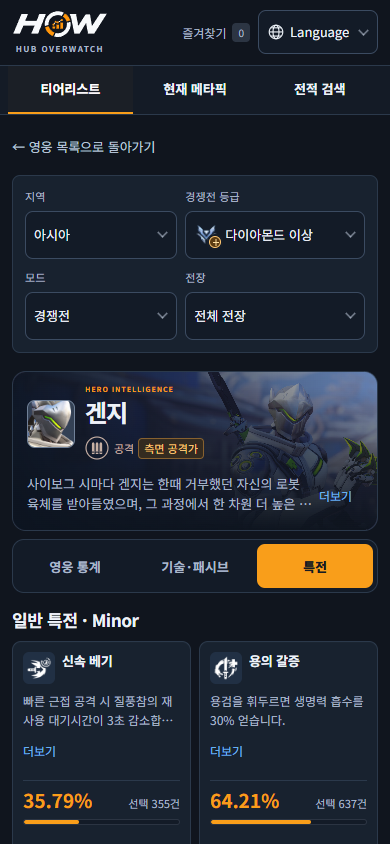 HOW
HUB OVERWATCH
즐겨찾기 0
Language
티어리스트 현재 메타픽 전적 검색
← 영웅 목록으로 돌아가기
지역 경쟁전 등급
아시아 다이아몬드 이상
모드 전장
경쟁전 전체 전장
HERO INTELLIGENCE
겐지
공격 측면 공격가
사이보그 시마다 겐지는 한때 거부했던 자신의 로봇
육체를 받아들였으며, 그 과정에서 한 차원 더 높은 …
더보기
영웅 통계 기술·패시브 특전
일반 특전 · Minor
신속 베기
빠른 근접 공격 시 질풍참의 재
사용 대기시간이 3초 감소합…
더보기
35.79% 선택 355건
용의 갈증
용검을 휘두르면 생명력 흡수를
30% 얻습니다.
더보기
64.21% 선택 637건